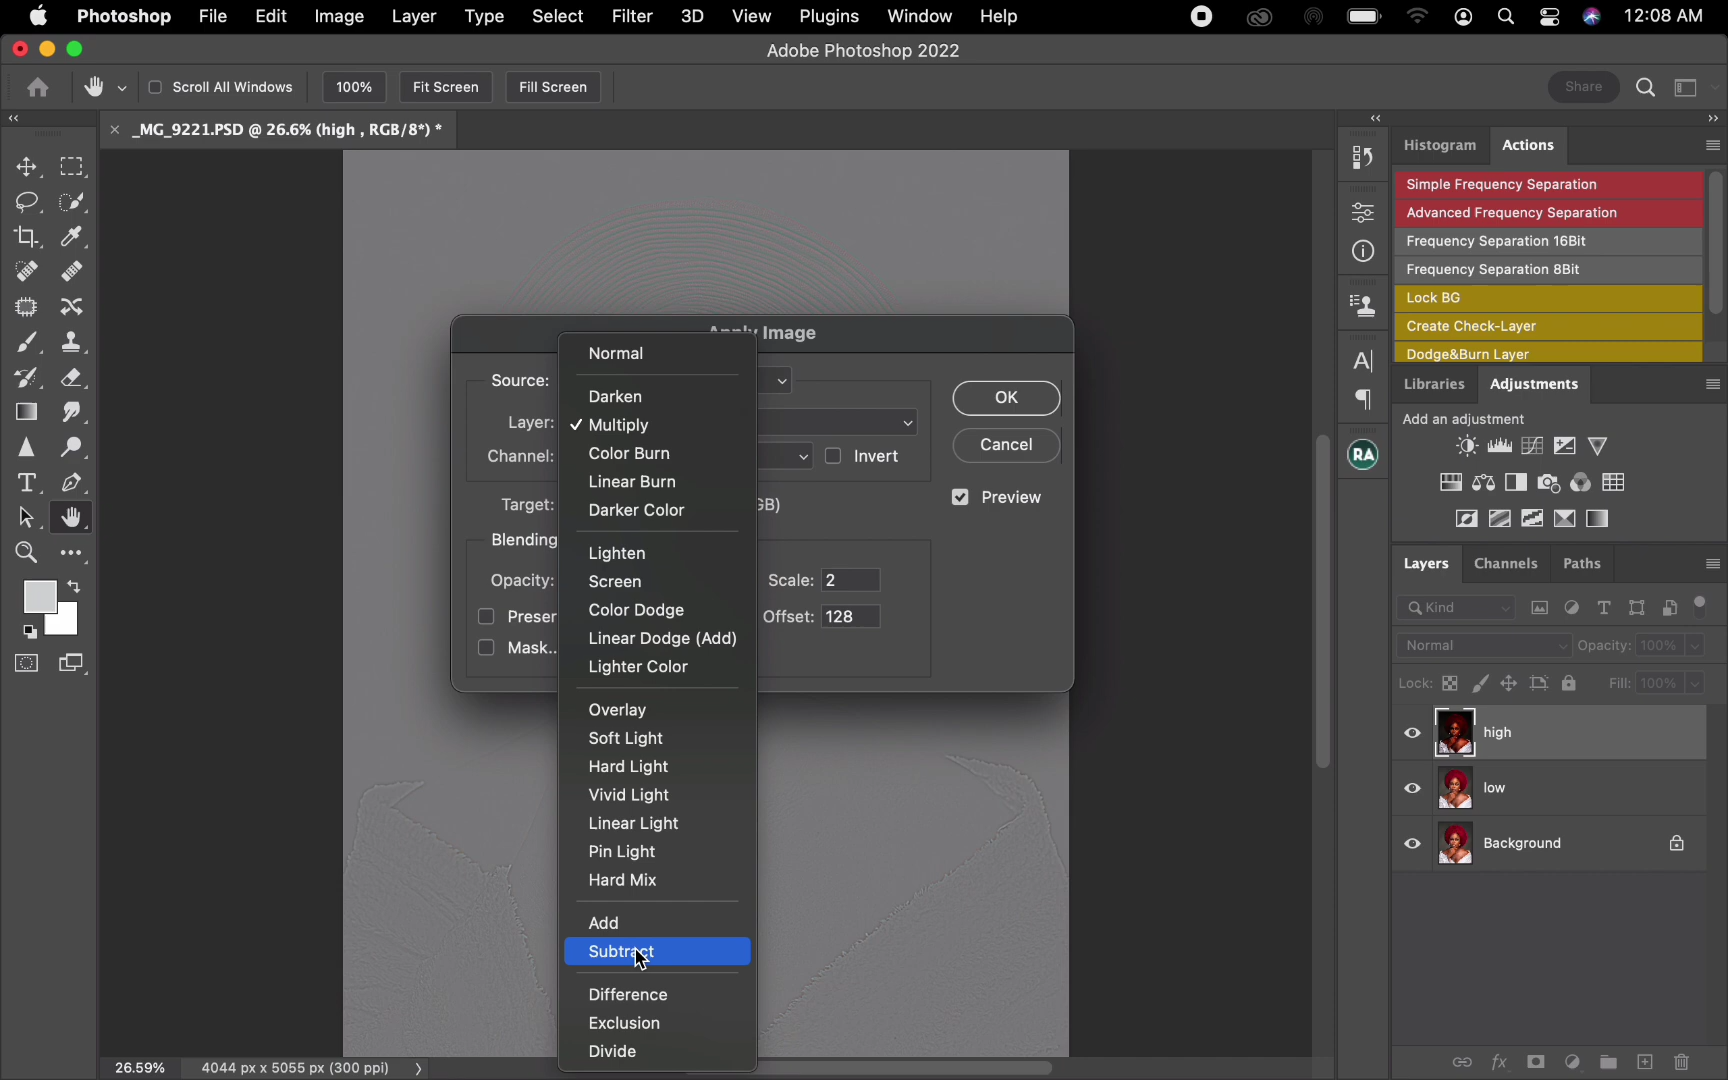 Photoshop File Edit Image Layer Type Select Filter 3D View Plugins Window Help 12:08 AM
Adobe Photoshop 2022
Scroll All Windows 100% Fit Screen Fill Screen Share
_MG_9221.PSD @ 26.6% (high , RGB/8*) *
Histogram Actions
Simple Frequency Separation
Advanced Frequency Separation
Frequency Separation 16Bit
Frequency Separation 8Bit
Lock BG
Create Check-Layer
Dodge&Burn Layer
Libraries Adjustments
Add an adjustment
RA
Layers Channels Paths
Kind
Normal Opacity: 100%
Lock: Fill: 100%
high
low
Background
Apply Image
Source:
Layer:
Channel: Invert
Target: GB)
Blending
Opacity: Scale: 2
Preser Offset: 128
Mask..
OK
Cancel
Preview
Normal
Darken
Multiply
Color Burn
Linear Burn
Darker Color
Lighten
Screen
Color Dodge
Linear Dodge (Add)
Lighter Color
Overlay
Soft Light
Hard Light
Vivid Light
Linear Light
Pin Light
Hard Mix
Add
Subtract
Difference
Exclusion
Divide
26.59% 4044 px x 5055 px (300 ppi)